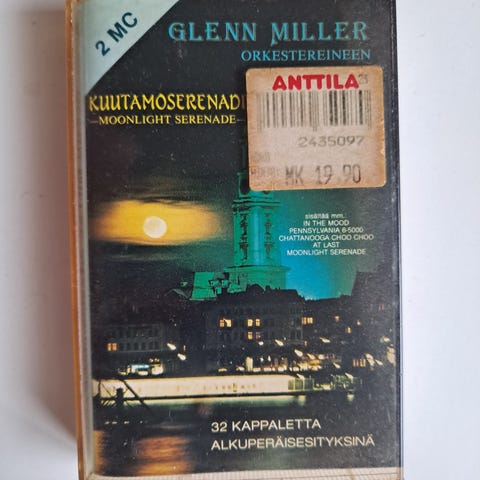 2 MC
GLENN MILLER
ORKESTEREINEEN
ANTTILA
2435097
MK 19,90
KUUTAMOSERENADI
—MOONLIGHT SERENADE—
sisältää mm.
IN THE MOOD
PENNSYLVANIA 6-5000
CHATTANOOGA CHOO CHOO
AT LAST
MOONLIGHT SERENADE
32 KAPPALETTA
ALKUPERÄISESITYKSINÄ